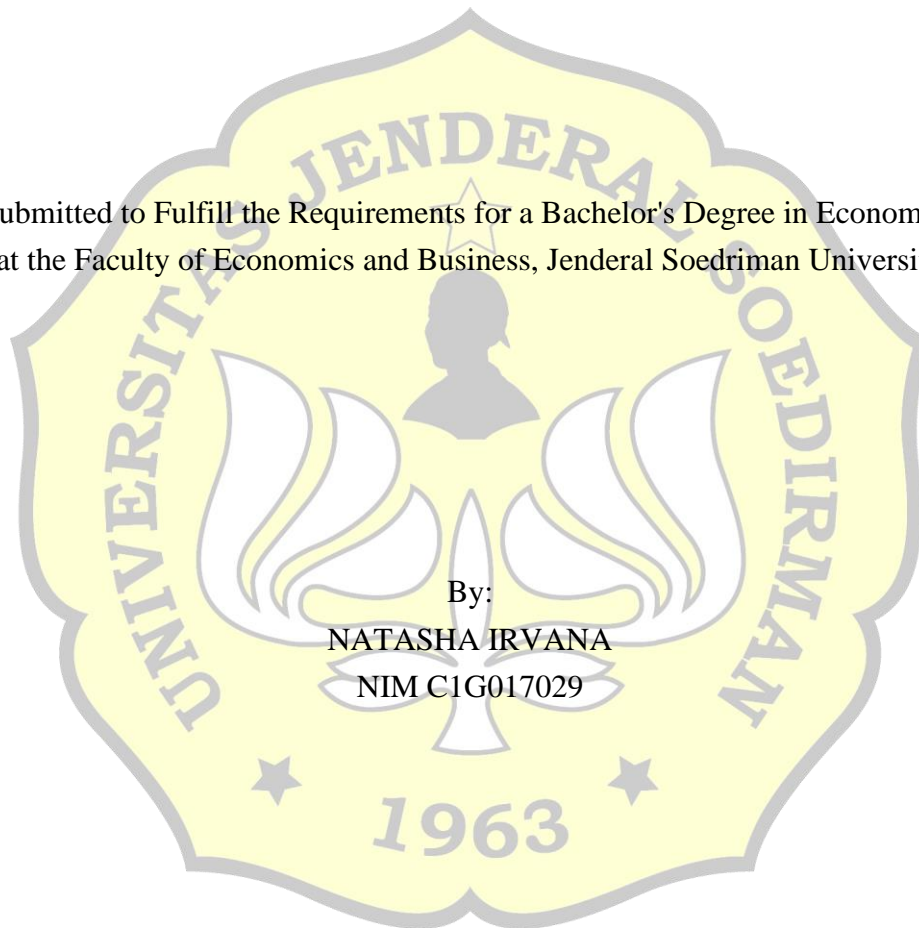 UNIVERSITAS JENDERAL SOEDIRMAN
ubmitted to Fulfill the Requirements for a Bachelor's Degree in Econom
at the Faculty of Economics and Business, Jenderal Soedriman Universi
By:
NATASHA IRVANA
NIM C1G017029
1963